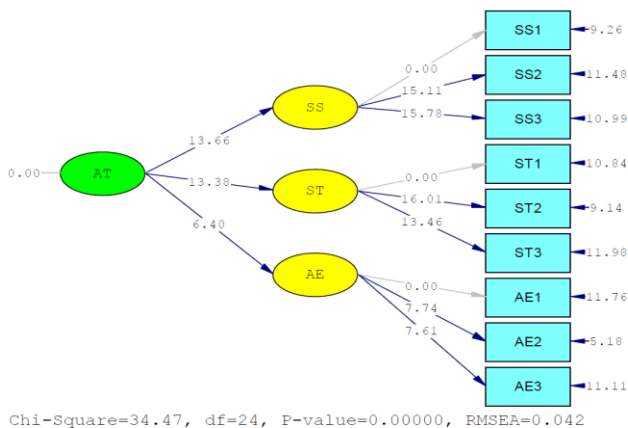 SS1
9.26
0.00
SS2
11.48
15.11
SS
15.78
SS3
10.99
13.66
ST1
10.84
0.00
0.00
AT
13.38
ST
16.01
ST2
9.14
13.46
6.40
ST3
11.98
AE
0.00
AE1
11.76
7.74
7.61
AE2
5.18
AE3
11.11
Chi-Square=34.47, df=24, P-value=0.00000, RMSEA=0.042